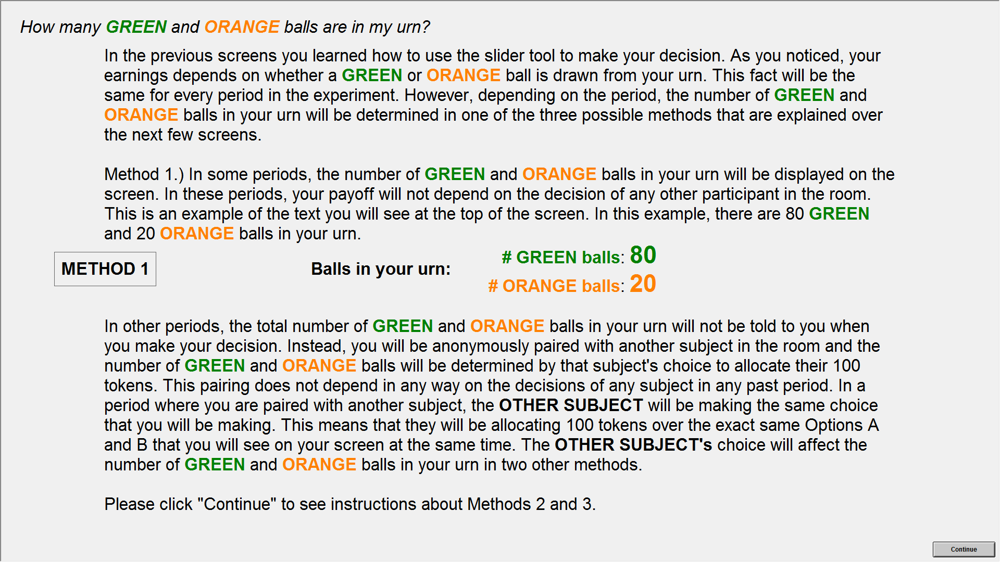 How many GREEN and ORANGE balls are in my urn?
In the previous screens you learned how to use the slider tool to make your decision. As you noticed, your
earnings depends on whether a GREEN or ORANGE ball is drawn from your urn. This fact will be the
same for every period in the experiment. However, depending on the period, the number of GREEN and
ORANGE balls in your urn will be determined in one of the three possible methods that are explained over
the next few screens.
Method 1.) In some periods, the number of GREEN and ORANGE balls in your urn will be displayed on the
screen. In these periods, your payoff will not depend on the decision of any other participant in the room.
This is an example of the text you will see at the top of the screen. In this example, there are 80 GREEN
and 20 ORANGE balls in your urn.
METHOD 1
Balls in your urn:
# GREEN balls: 80
# ORANGE balls: 20
In other periods, the total number of GREEN and ORANGE balls in your urn will not be told to you when
you make your decision. Instead, you will be anonymously paired with another subject in the room and the
number of GREEN and ORANGE balls will be determined by that subject's choice to allocate their 100
tokens. This pairing does not depend in any way on the decisions of any subject in any past period. In a
period where you are paired with another subject, the OTHER SUBJECT will be making the same choice
that you will be making. This means that they will be allocating 100 tokens over the exact same Options A
and B that you will see on your screen at the same time. The OTHER SUBJECT's choice will affect the
number of GREEN and ORANGE balls in your urn in two other methods.
Please click "Continue" to see instructions about Methods 2 and 3.
Continue